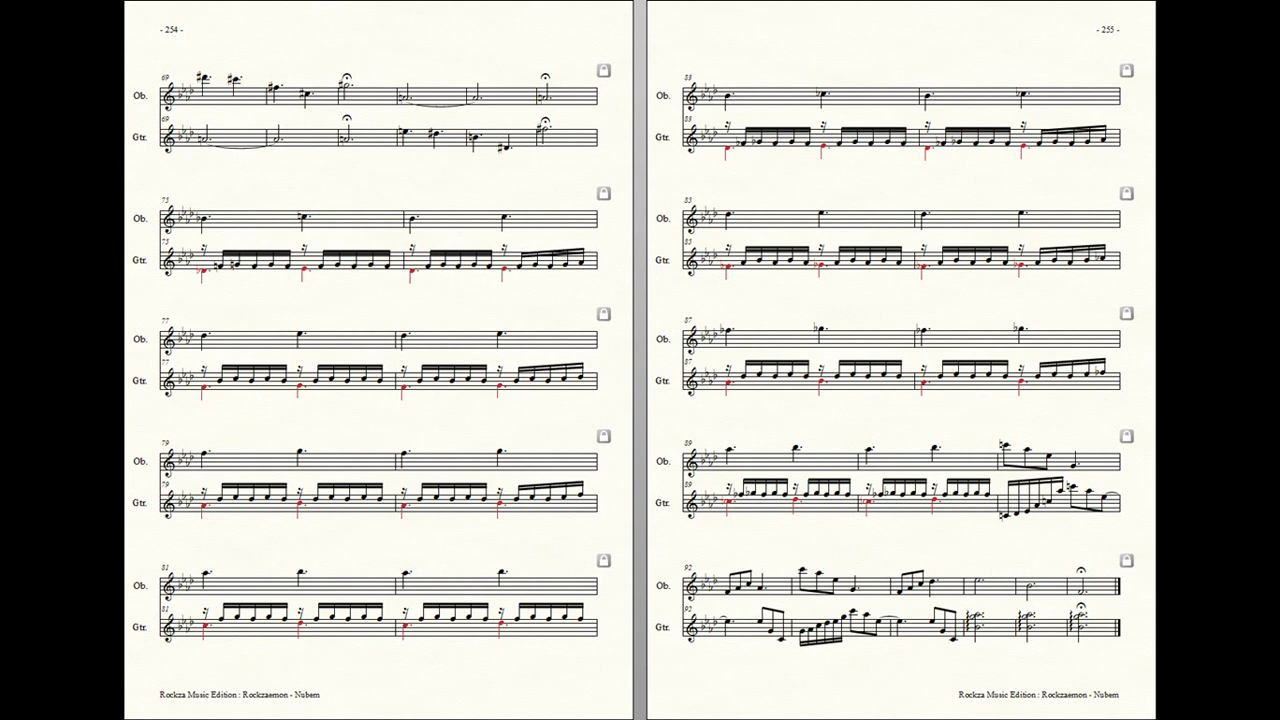 - 254 -
69
Ob.
69
Gtr.
75
Ob.
75
Gtr.
77
Ob.
77
Gtr.
79
Ob.
79
Gtr.
81
Ob.
81
Gtr.
Rockza Music Edition : Rockzaemon - Nubem
- 255 -
83
Ob.
83
Gtr.
85
Ob.
85
Gtr.
87
Ob.
87
Gtr.
89
Ob.
89
Gtr.
92
Ob.
92
Gtr.
Rockza Music Edition : Rockzaemon - Nubem